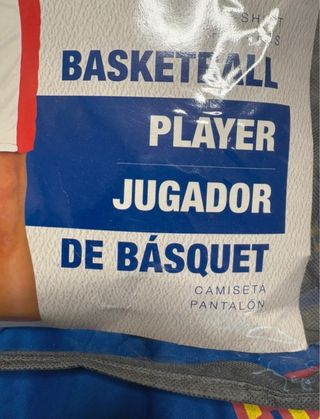 BASKETBALL
PLAYER
JUGADOR
DE BÁSQUET
CAMISETA
PANTALÓN